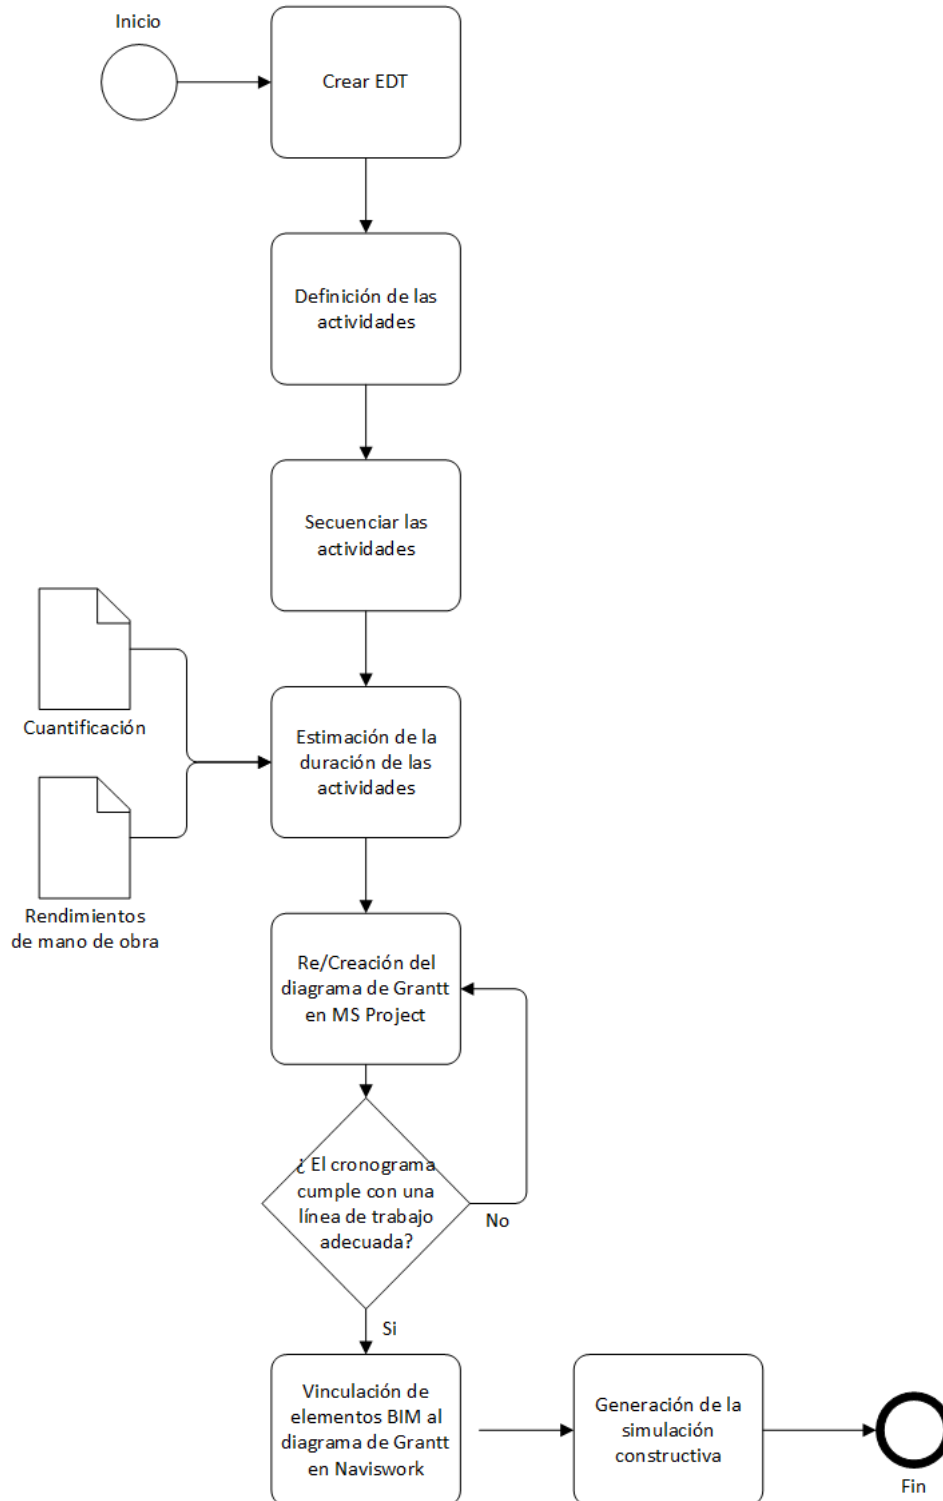 Inicio
Crear EDT
Definición de las
actividades
Secuenciar las
actividades
Cuantificación
Estimación de la
duración de las
actividades
Rendimientos
de mano de obra
Re/Creación del
diagrama de Grantt
en MS Project
¿ El cronograma
cumple con una
línea de trabajo
adecuada?
No
Si
Vinculación de
elementos BIM al
diagrama de Grantt
en Naviswork
Generación de la
simulación
constructiva
Fin